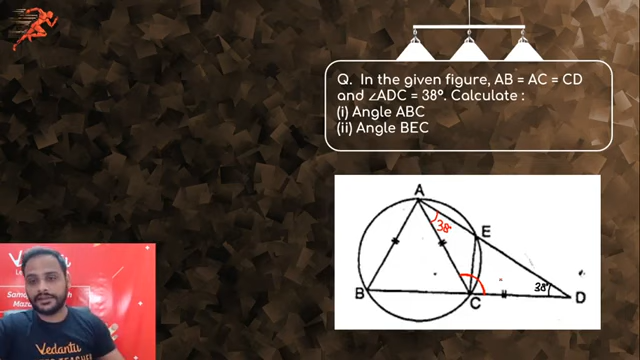 Q. In the given figure, AB = AC = CD
and ∠ADC = 38°. Calculate :
(i) Angle ABC
(ii) Angle BEC
A
38°
E
B
C
38°
D
Vedantu